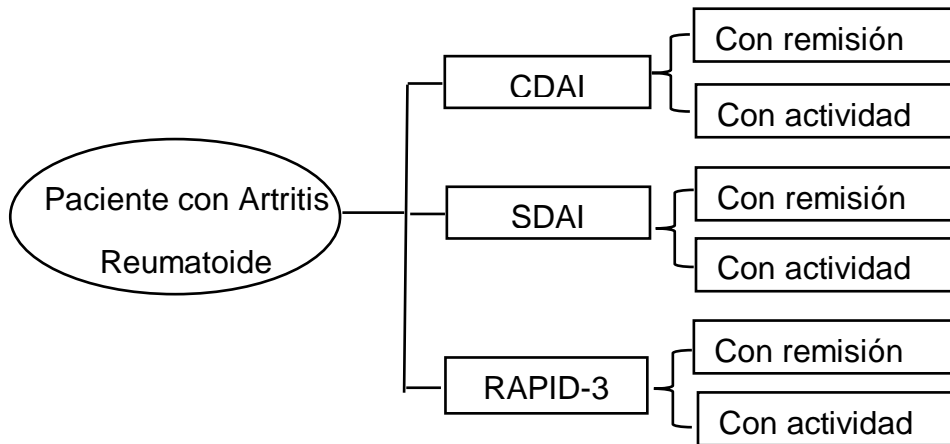 Paciente con Artritis
Reumatoide
CDAI
Con remisión
Con actividad
SDAI
Con remisión
Con actividad
RAPID-3
Con remisión
Con actividad